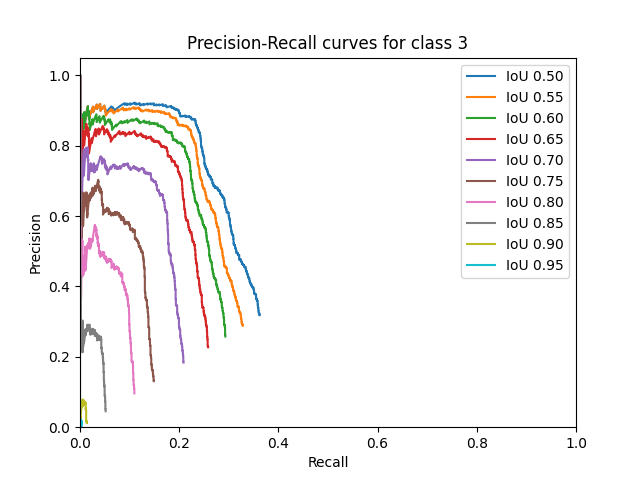 Precision-Recall curves for class 3
1.0
0.8
0.6
0.4
0.2
0.0
Precision
0.0 0.2 0.4 0.6 0.8 1.0
Recall
IoU 0.50
IoU 0.55
IoU 0.60
IoU 0.65
IoU 0.70
IoU 0.75
IoU 0.80
IoU 0.85
IoU 0.90
IoU 0.95